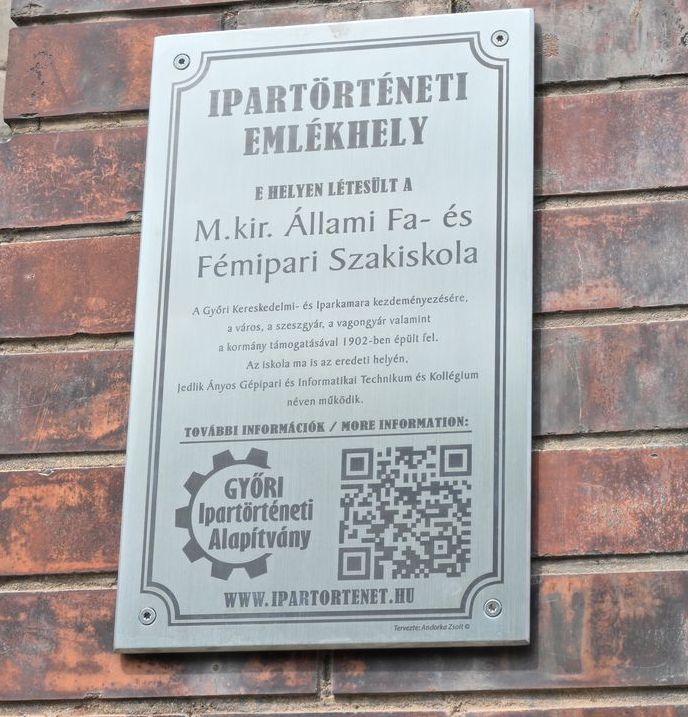 IPARTÖRTÉNETI
EMLÉKHELY
E HELYEN LÉTESÜLT A
M.kir. Állami Fa- és
Fémipari Szakiskola
A Győri Kereskedelmi- és Iparkamara kezdeményezésére,
a város, a szeszgyár, a vagongyár valamint
a kormány támogatásával 1902-ben épült fel.
Az iskola ma is az eredeti helyén,
Jedlik Ányos Gépipari és Informatikai Technikum és Kollégium
néven működik.
TOVÁBBI INFORMÁCIÓK / MORE INFORMATION:
GYŐRI
Ipartörténeti
Alapítvány
WWW.IPARTORTENET.HU
Tervezte: Andorka Zsolt ©